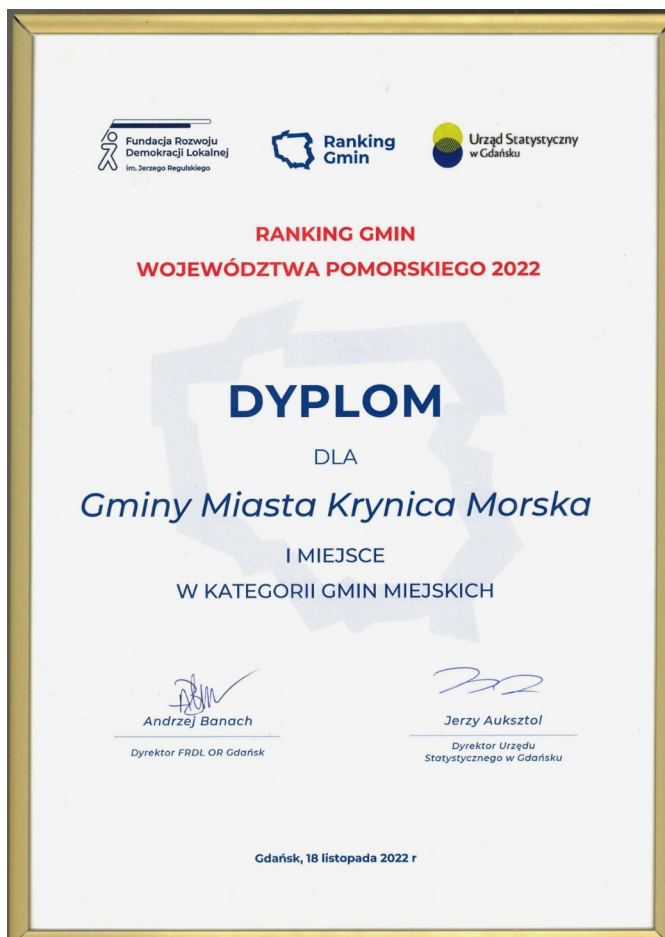 Fundacja Rozwoju
Demokracji Lokalnej
im. Jerzego Regulskiego
Ranking
Gmin
Urząd Statystyczny
w Gdańsku
RANKING GMIN
WOJEWÓDZTWA POMORSKIEGO 2022
DYPLOM
DLA
Gminy Miasta Krynica Morska
I MIEJSCE
W KATEGORII GMIN MIEJSKICH
Andrzej Banach
Dyrektor FRDL OR Gdańsk
Jerzy Auksztol
Dyrektor Urzędu
Statystycznego w Gdańsku
Gdańsk, 18 listopada 2022 r